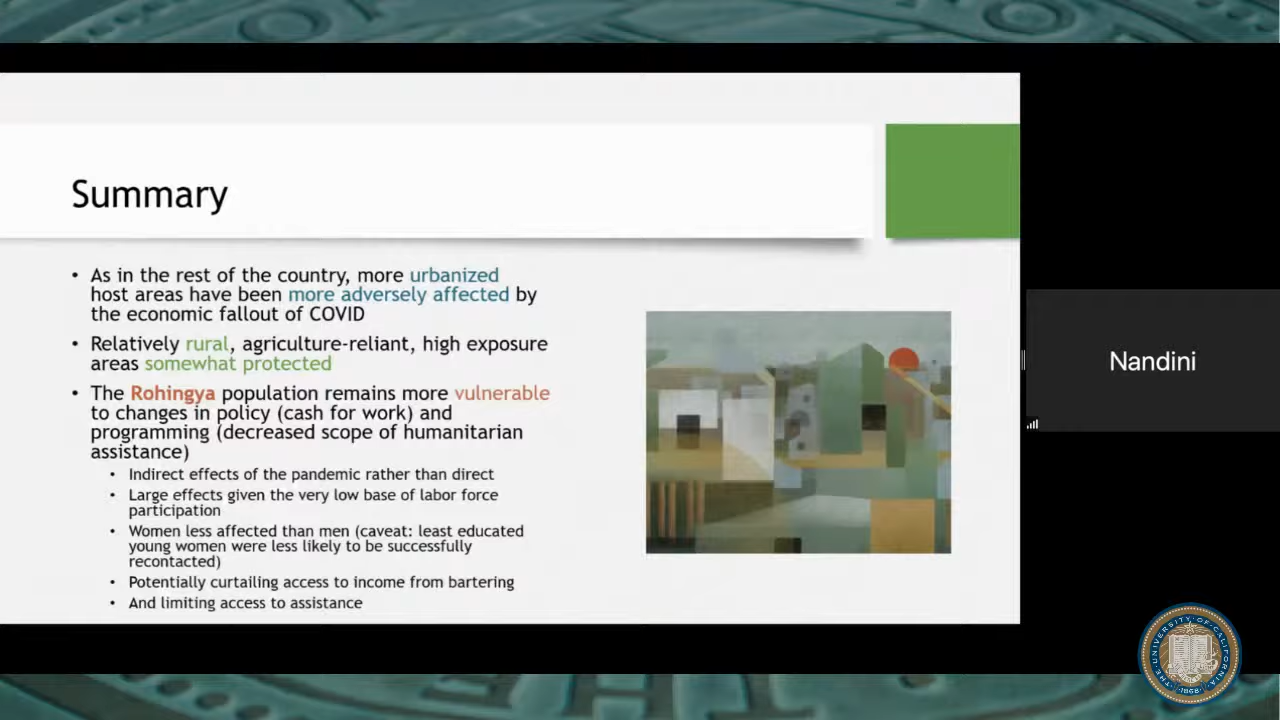 Summary
• As in the rest of the country, more urbanized
host areas have been more adversely affected by
the economic fallout of COVID
• Relatively rural, agriculture-reliant, high exposure
areas somewhat protected
• The Rohingya population remains more vulnerable
to changes in policy (cash for work) and
programming (decreased scope of humanitarian
assistance)
• Indirect effects of the pandemic rather than direct
• Large effects given the very low base of labor force
participation
• Women less affected than men (caveat: least educated
young women were less likely to be successfully
recontacted)
• Potentially curtailing access to income from bartering
• And limiting access to assistance
Nandini
THE UNIVERSITY OF CALIFORNIA
1868